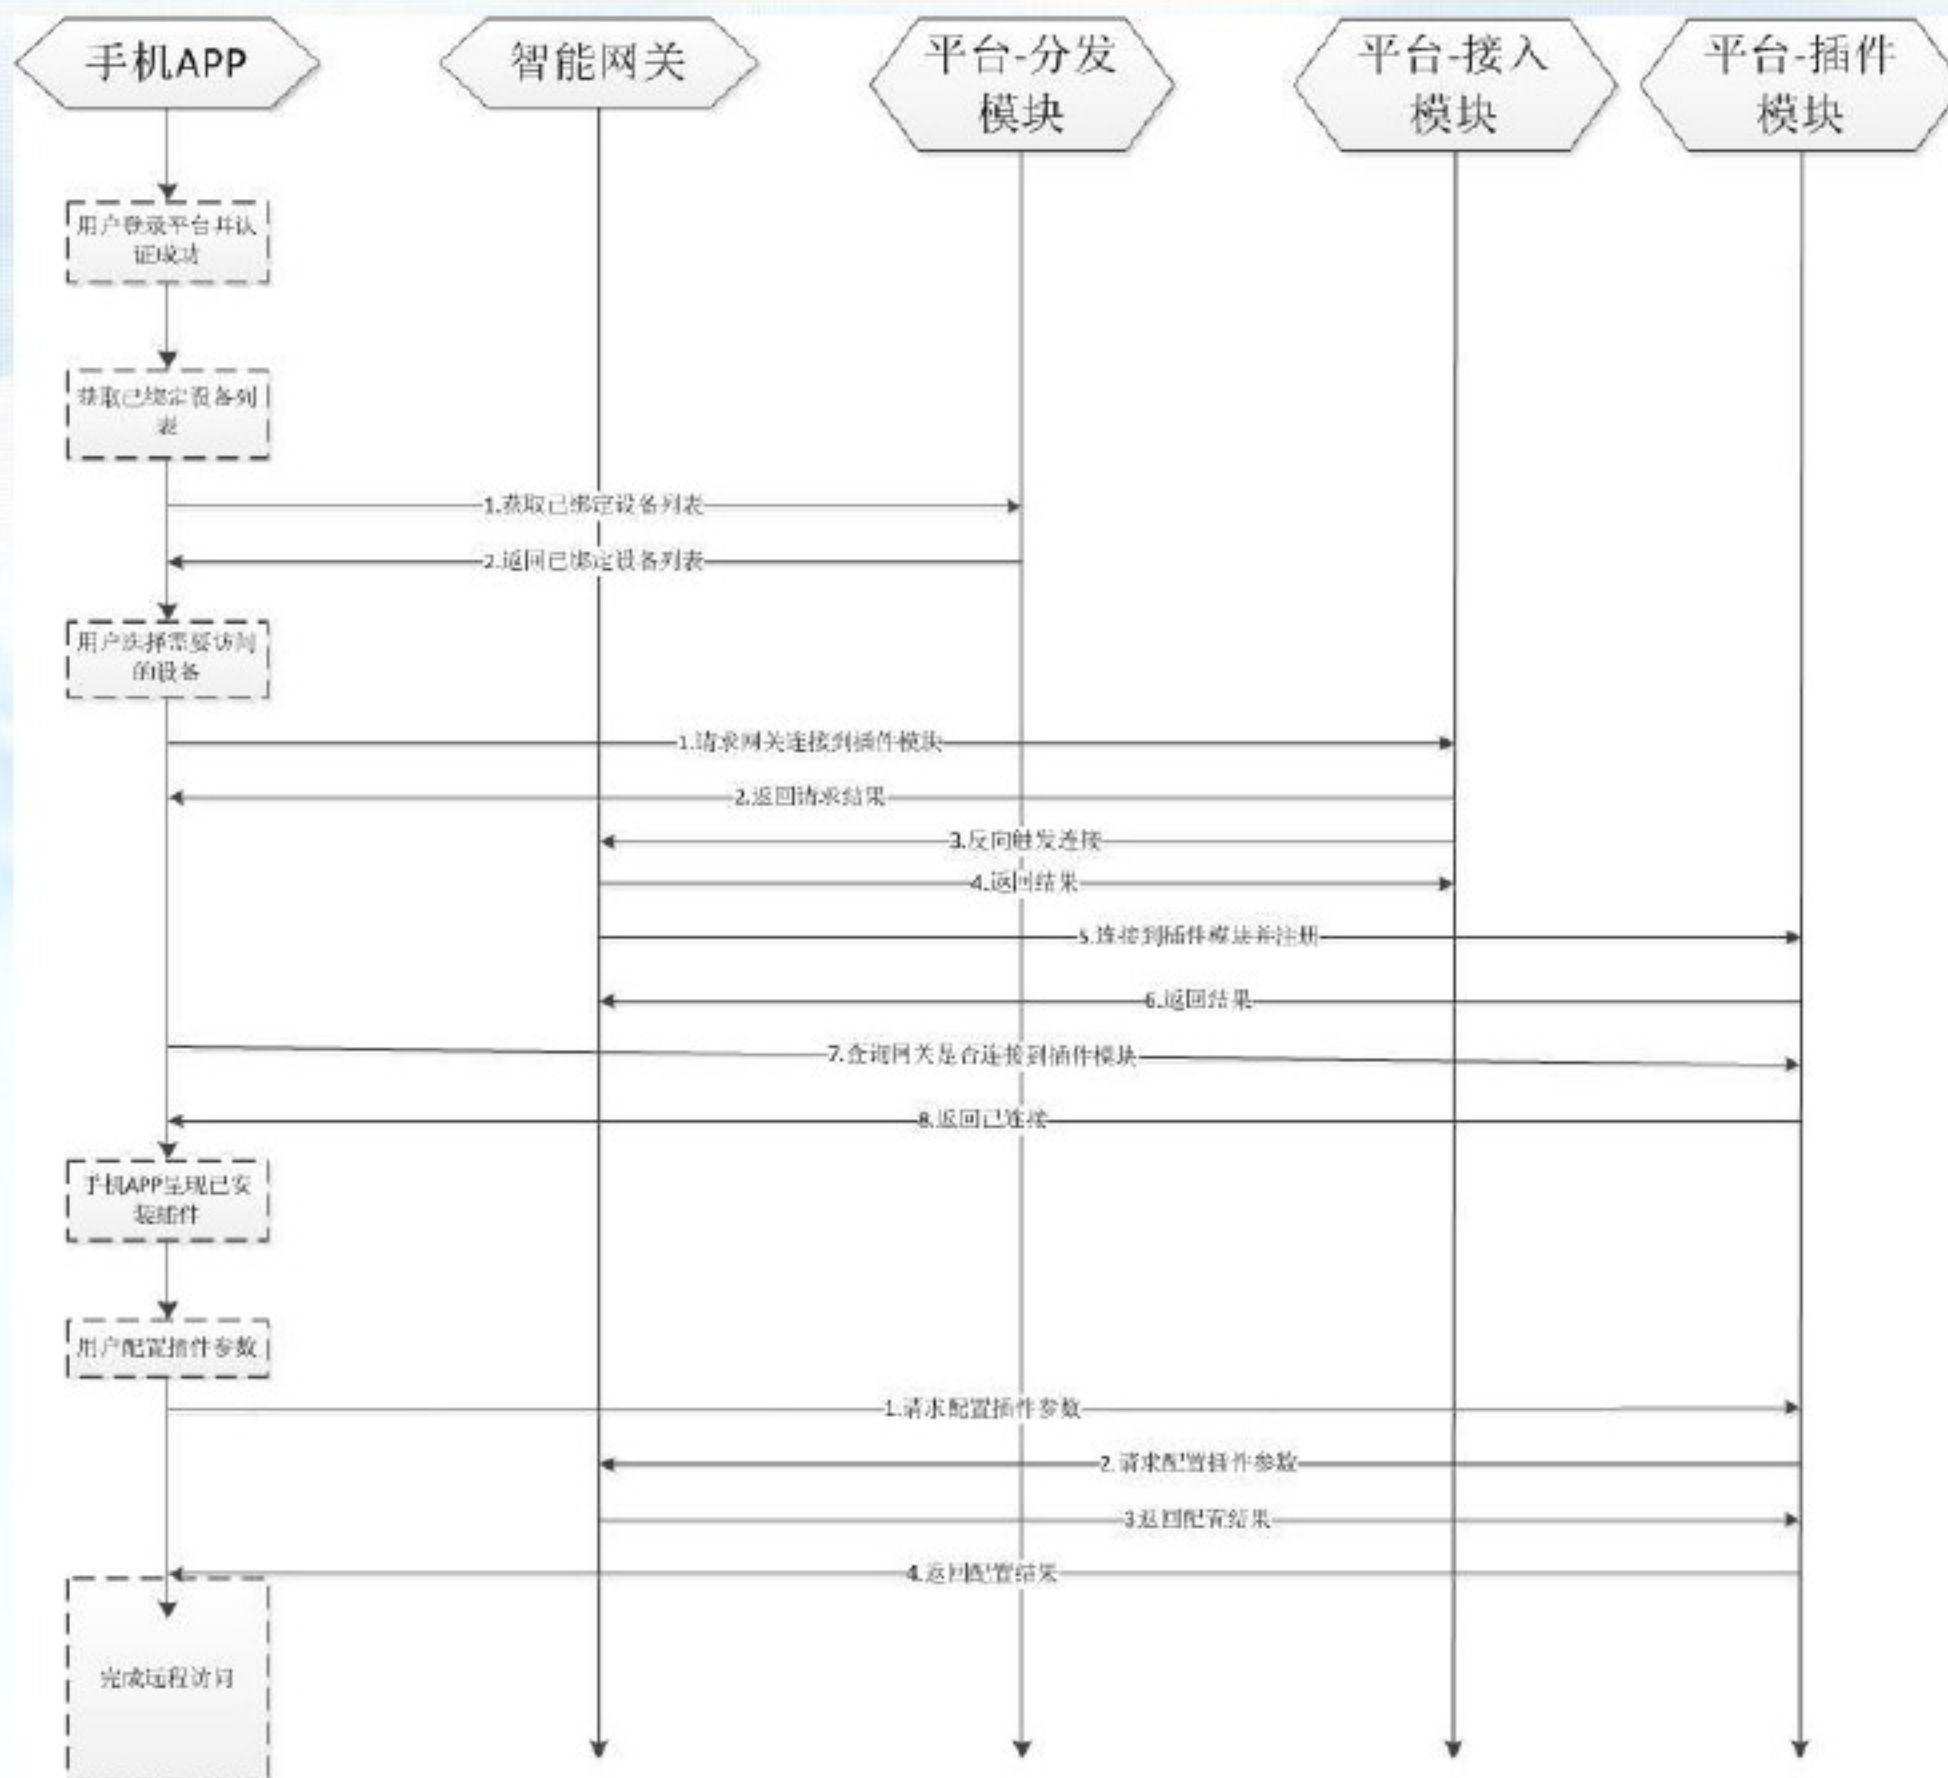 手机APP
智能网关
平台-分发
模块
平台-接入
模块
平台-插件
模块
用户登录平台并认
证成功
获取已绑定设备列
表
1.获取已绑定设备列表
2.返回已绑定设备列表
用户选择需要访问
的设备
1.请求网关连接到插件模块
2.返回请求结果
3.反向触发连接
4.返回结果
5.连接到插件模块并注册
6.返回结果
7.查询网关是否连接到插件模块
8.返回已连接
手机APP呈现已安
装插件
用户配置插件参数
1.请求配置插件参数
2.请求配置插件参数
3返回配置结果
4.返回配置结果
完成远程访问